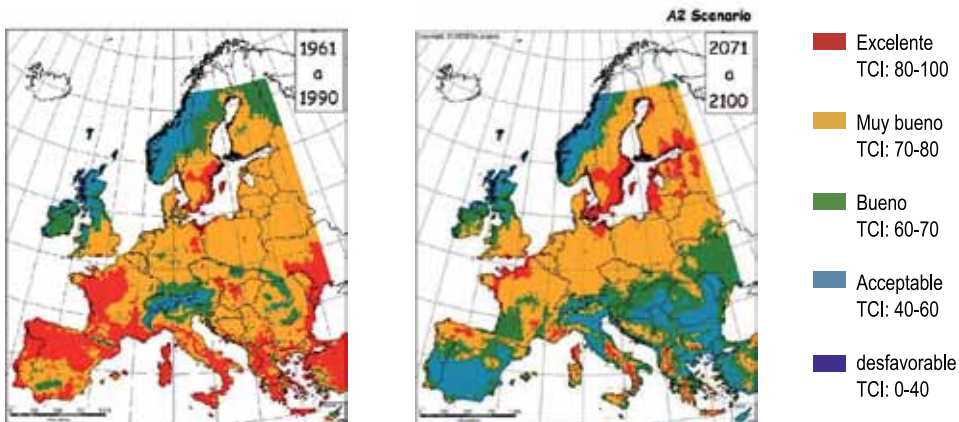 A2 Scenario
1961
a
1990
2071
a
2100
Excelente
TCI: 80-100
Muy bueno
TCI: 70-80
Bueno
TCI: 60-70
Acceptable
TCI: 40-60
desfavorable
TCI: 0-40